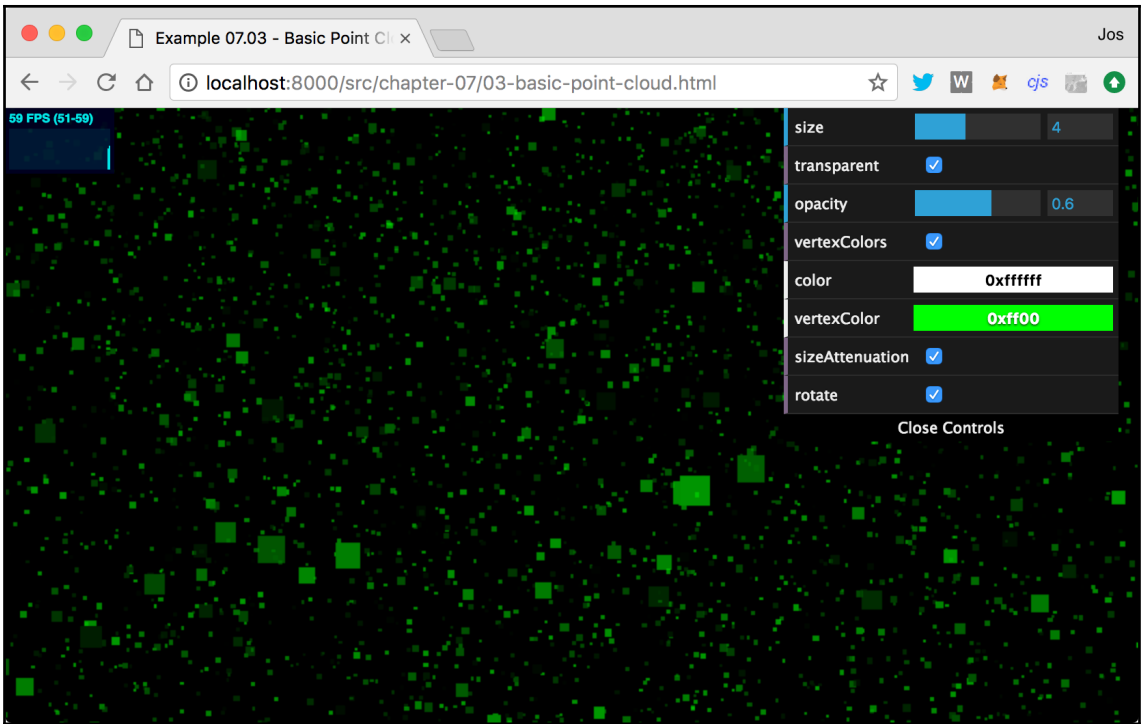 Example 07.03 - Basic Point Cl
Jos
localhost:8000/src/chapter-07/03-basic-point-cloud.html
W
cjs
59 FPS (51-59)
size 4
transparent
opacity 0.6
vertexColors
color 0xffffff
vertexColor 0xff00
sizeAttenuation
rotate
Close Controls